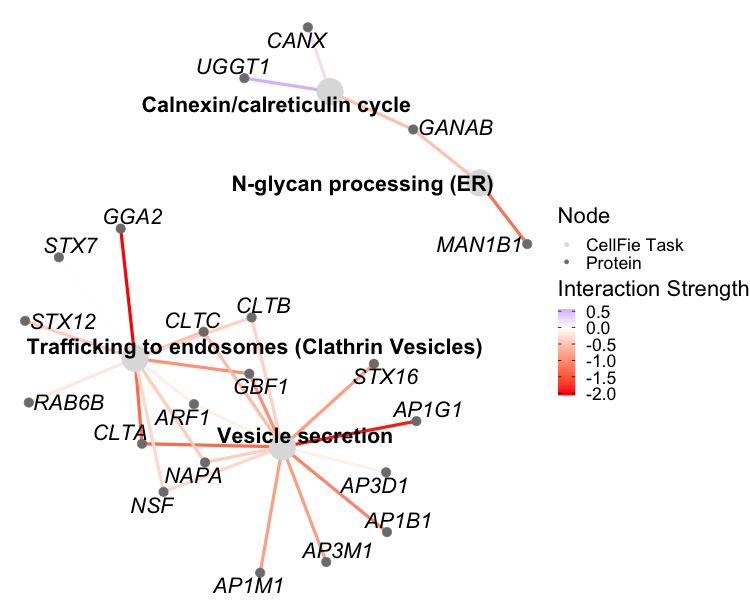 CANX
UGGT1
Calnexin/calreticulin cycle
GANAB
N-glycan processing (ER)
GGA2
STX7
MAN1B1
Node
CellFie Task
Protein
Interaction Strength
0.5
0.0
-0.5
-1.0
-1.5
-2.0
CLTB
STX12
CLTC
Trafficking to endosomes (Clathrin Vesicles)
STX16
GBF1
RAB6B
ARF1
AP1G1
CLTA
Vesicle secretion
NAPA
AP3D1
NSF
AP1B1
AP3M1
AP1M1